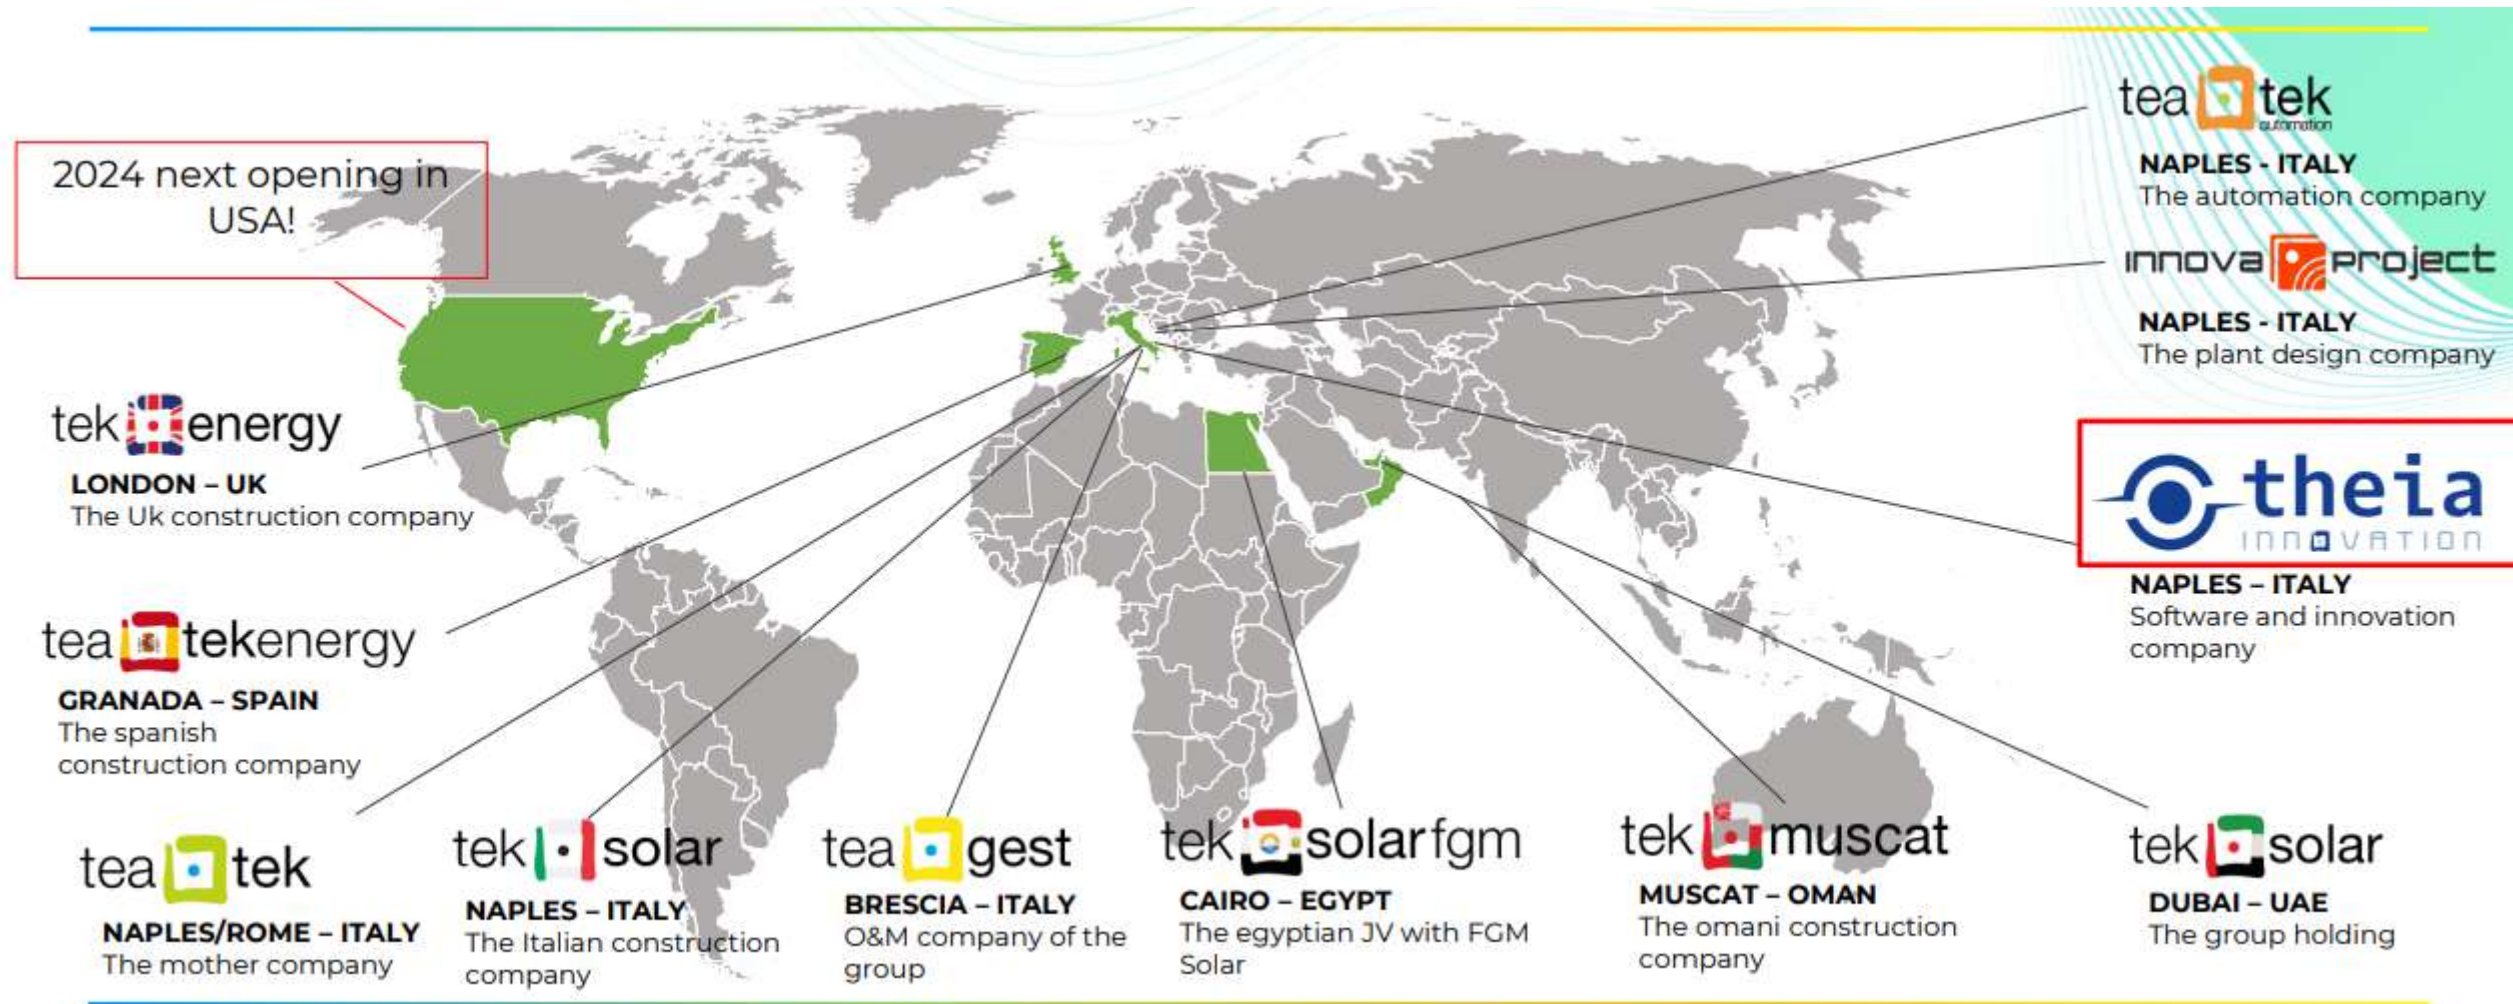 2024 next opening in
USA!
tek energy
LONDON – UK
The Uk construction company
tea tekenergy
GRANADA – SPAIN
The spanish
construction company
tea tek
NAPLES/ROME – ITALY
The mother company
tek solar
NAPLES – ITALY
The Italian construction
company
tea gest
BRESCIA – ITALY
O&M company of the
group
tek solarfgm
CAIRO – EGYPT
The egyptian JV with FGM
Solar
tek muscat
MUSCAT – OMAN
The omani construction
company
tek solar
DUBAI – UAE
The group holding
tea tek
automation
NAPLES - ITALY
The automation company
innova project
NAPLES - ITALY
The plant design company
theia
INNOVATION
NAPLES – ITALY
Software and innovation
company